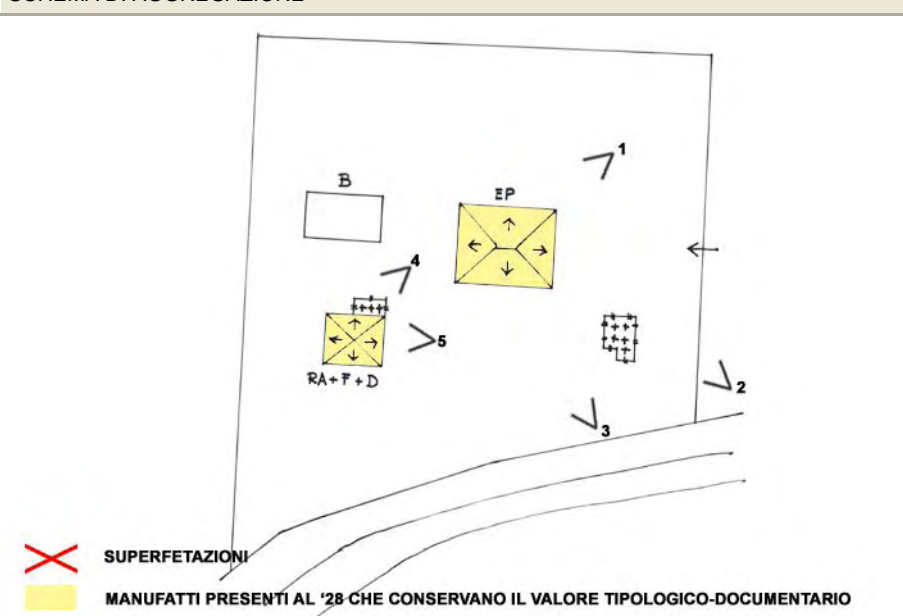 1
B
EP
4
5
RA+F+D
2
3
SUPERFETAZIONI
MANUFATTI PRESENTI AL '28 CHE CONSERVANO IL VALORE TIPOLOGICO-DOCUMENTARIO